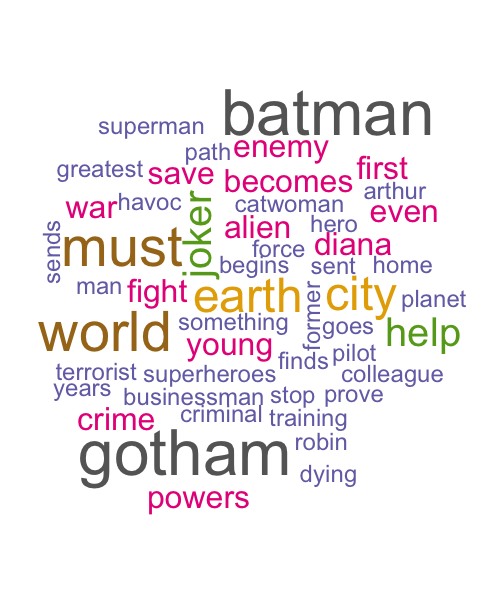 batman
superman
path enemy
greatest save becomes first
war havoc catwoman arthur
joker alien hero even
sends must force diana
begins sent home
man fight earth city planet
world something former goes help
young finds pilot
terrorist superheroes colleague
years businessman stop prove
crime criminal training
gotham robin
dying
powers